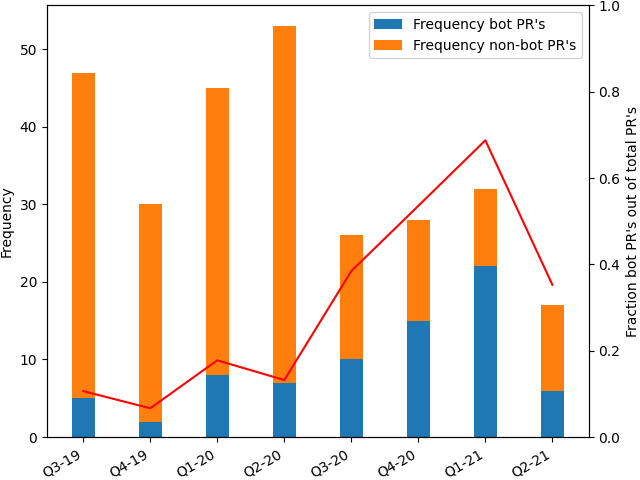 Frequency bot PR's
Frequency non-bot PR's
Frequency
50
40
30
20
10
0
1.0
0.8
0.6
0.4
0.2
0.0
Fraction bot PR's out of total PR's
Q3-19
Q4-19
Q1-20
Q2-20
Q3-20
Q4-20
Q1-21
Q2-21